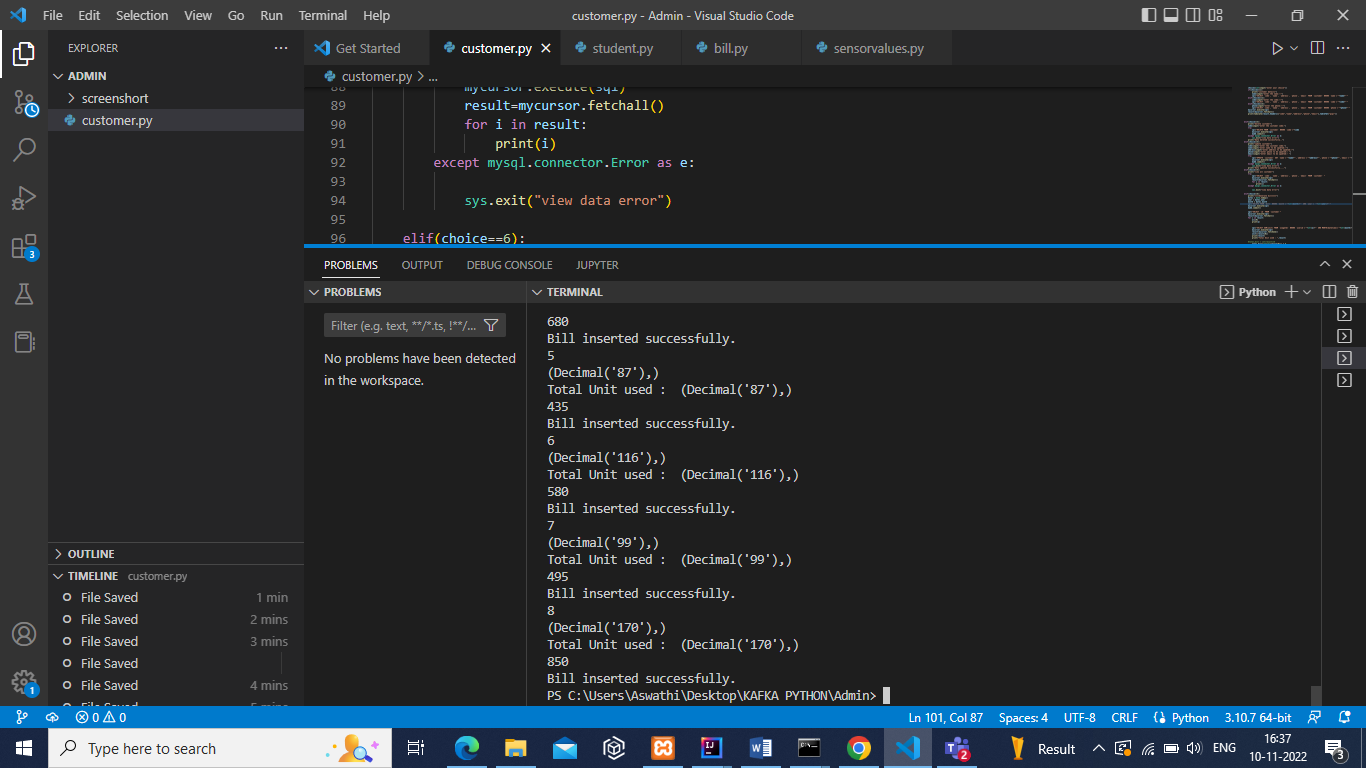 File Edit Selection View Go Run Terminal Help
customer.py - Admin - Visual Studio Code
EXPLORER
ADMIN
screenshort
customer.py
OUTLINE
TIMELINE customer.py
File Saved 1 min
File Saved 2 mins
File Saved 3 mins
File Saved
File Saved 4 mins
5 mins
Get Started customer.py student.py bill.py sensorvalues.py
customer.py > ...
88 mycursor.execute(sql)
89 result=mycursor.fetchall()
90 for i in result:
91 print(i)
92 except mysql.connector.Error as e:
93
94 sys.exit("view data error")
95
96 elif(choice==6):
PROBLEMS OUTPUT DEBUG CONSOLE JUPYTER
PROBLEMS
Filter (e.g. text, **/*.ts, !**/...
No problems have been detected
in the workspace.
TERMINAL
Python
680
Bill inserted successfully.
5
(Decimal('87'),)
Total Unit used :  (Decimal('87'),)
435
Bill inserted successfully.
6
(Decimal('116'),)
Total Unit used :  (Decimal('116'),)
580
Bill inserted successfully.
7
(Decimal('99'),)
Total Unit used :  (Decimal('99'),)
495
Bill inserted successfully.
8
(Decimal('170'),)
Total Unit used :  (Decimal('170'),)
850
Bill inserted successfully.
PS C:\Users\Aswathi\Desktop\KAFKA PYTHON\Admin>
3
1
0 0 Ln 101, Col 87 Spaces: 4 UTF-8 CRLF Python 3.10.7 64-bit
Type here to search
2
Result ENG 16:37
10-11-2022
3